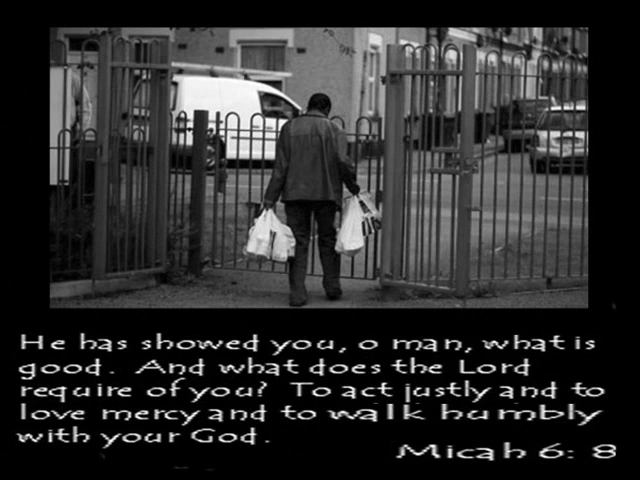 He has showed you, o man, what is
good. And what does the Lord
require of you? To act justly and to
love mercy and to walk humbly
with your God.
Micah 6: 8